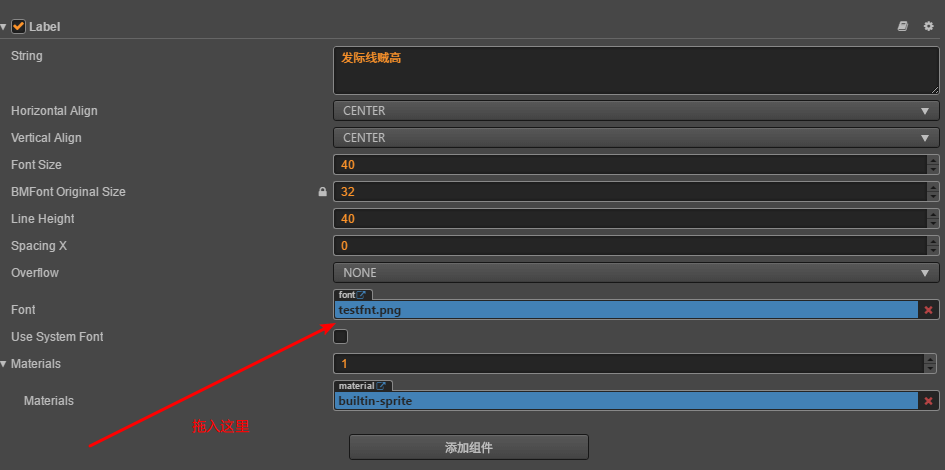 Label
String
发际线贼高
Horizontal Align
CENTER
Vertical Align
CENTER
Font Size
40
BMFont Original Size
32
Line Height
40
Spacing X
0
Overflow
NONE
font
Font
testfnt.png
Use System Font
Materials
1
material
Materials
builtin-sprite
拖入这里
添加组件